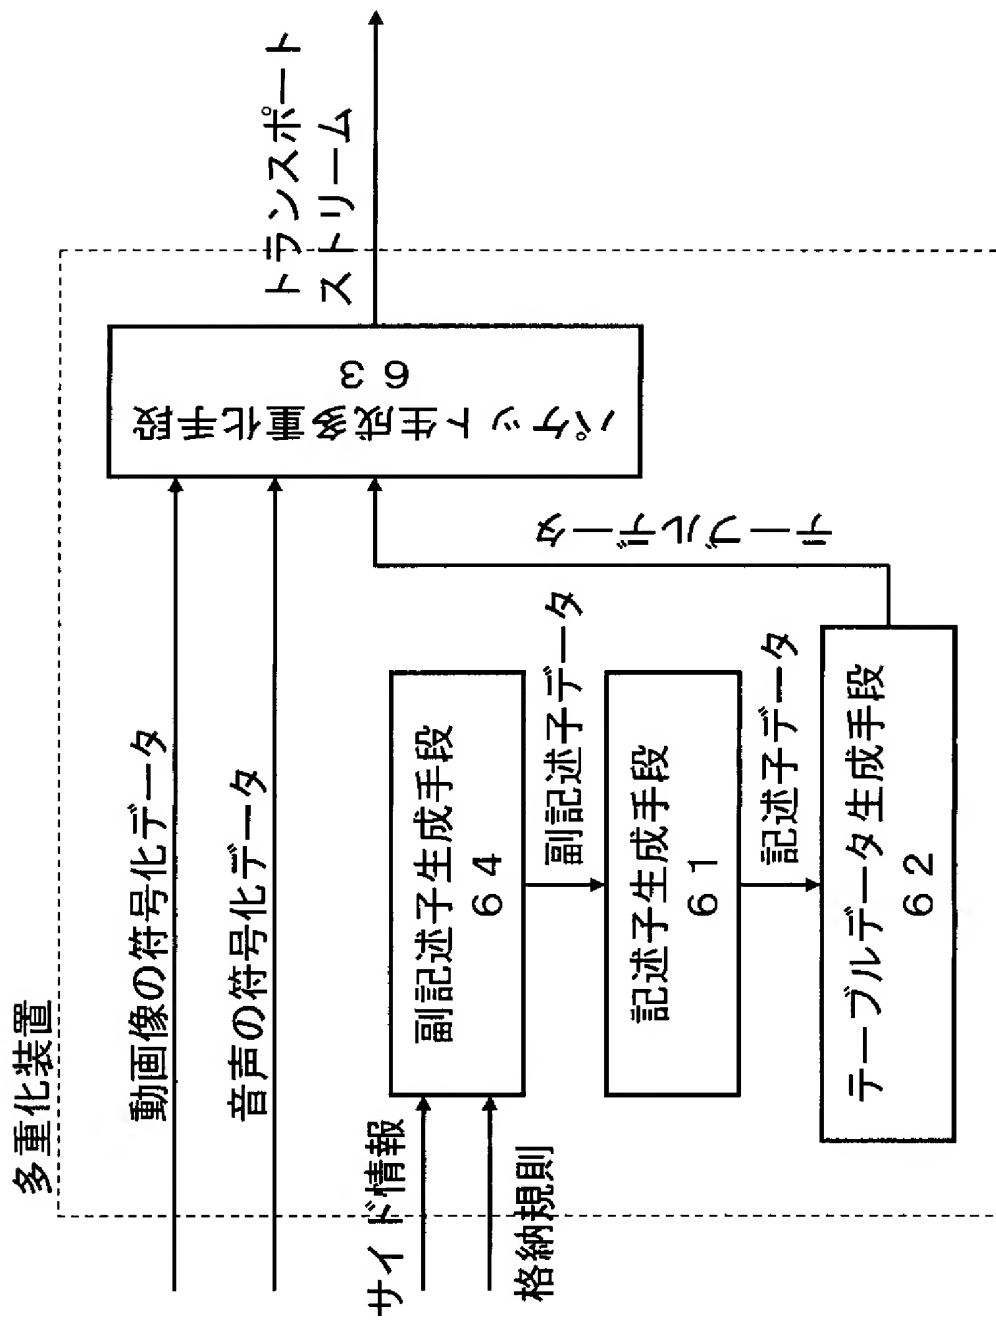 多重化装置
動画像の符号化データ
音声の符号化データ
サイド情報
格納規則
副記述子生成手段
64
副記述子データ
記述子生成手段
61
記述子データ
テーブルデータ生成手段
62
テーブルデータ
パケット生成多重化手段
63
トランスポート
ストリーム